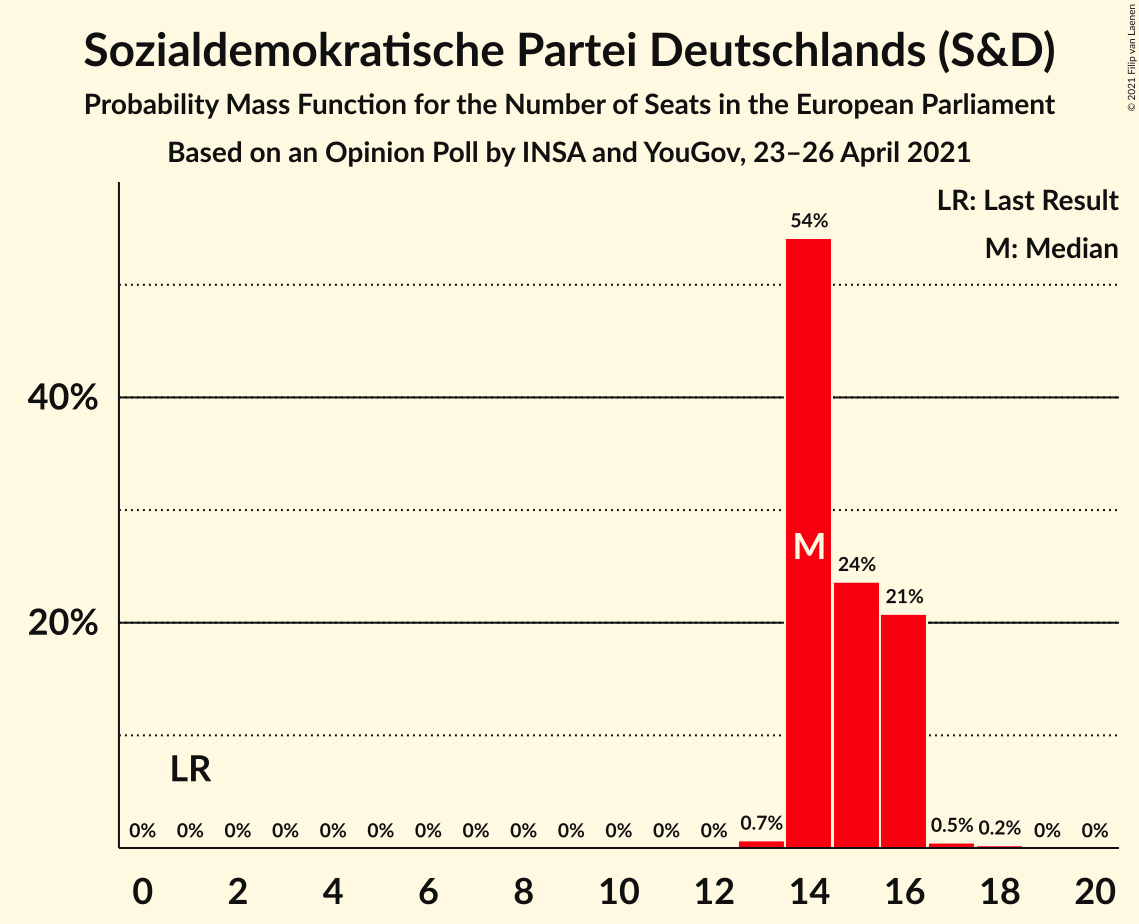 Sozialdemokratische Partei Deutschlands (S&D)
Probability Mass Function for the Number of Seats in the European Parliament
Based on an Opinion Poll by INSA and YouGov, 23–26 April 2021
© 2021 Filip van Laenen
LR: Last Result
M: Median
54%
40%
M
24%
21%
20%
LR
0% 0% 0% 0% 0% 0% 0% 0% 0% 0% 0% 0% 0% 0.7% 0.5% 0.2% 0% 0%
0 2 4 6 8 10 12 14 16 18 20